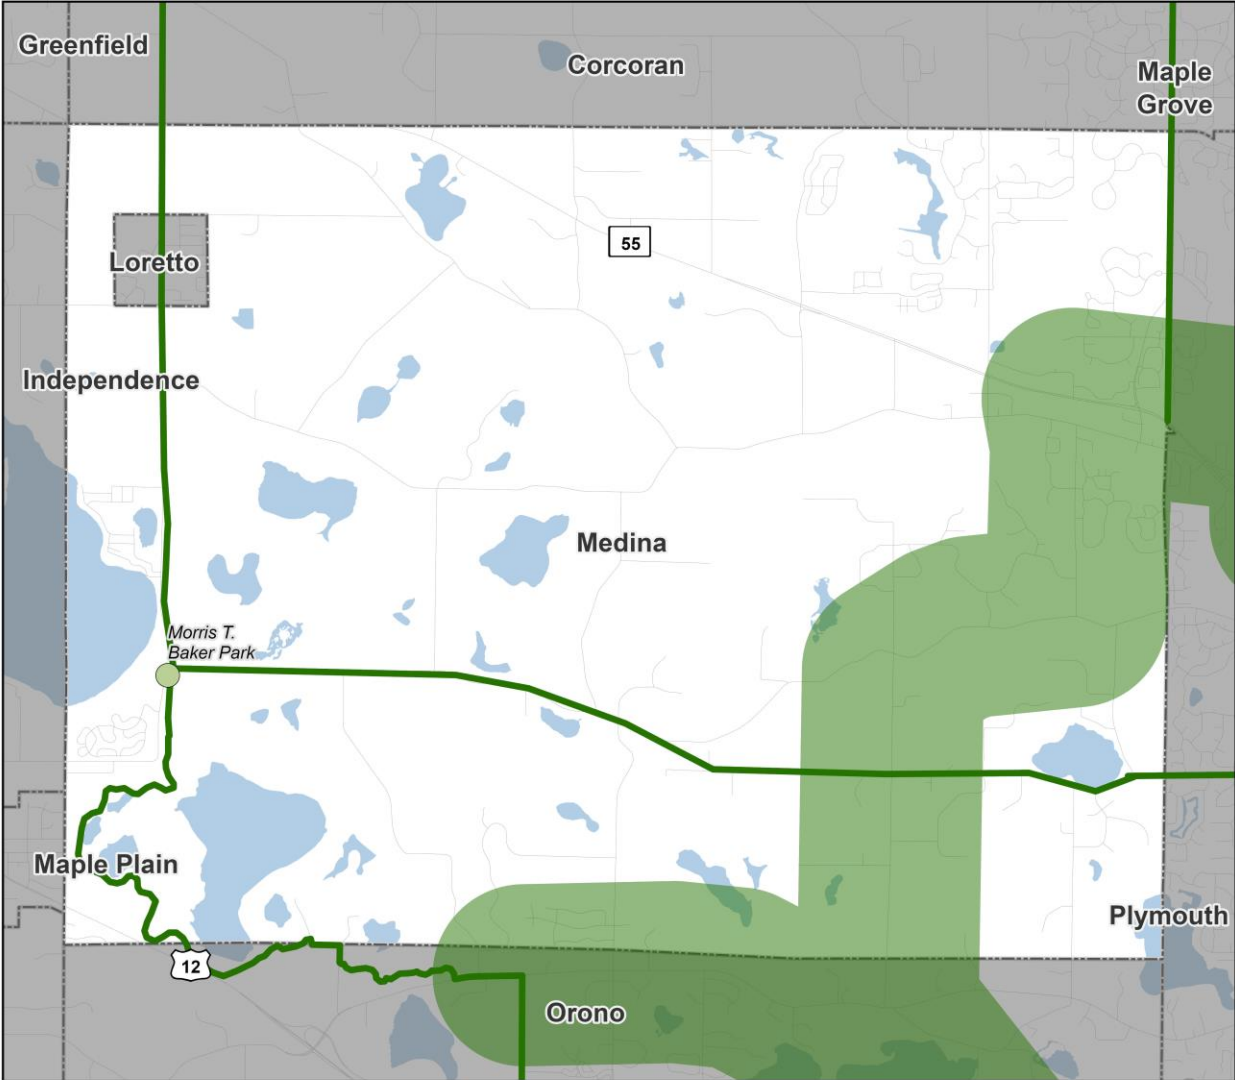 Greenfield
Corcoran
Maple
Grove
55
Loretto
Independence
Medina
Morris T.
Baker Park
Maple Plain
Plymouth
12
Orono